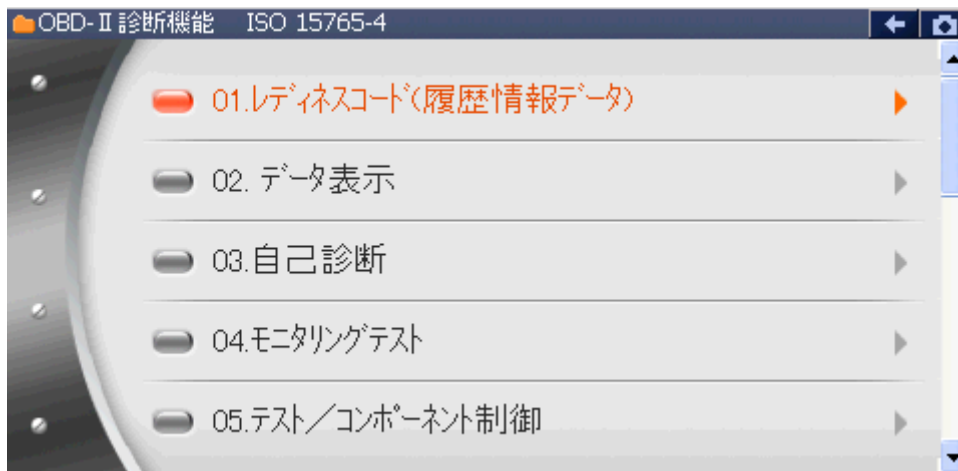 OBD-Ⅱ診断機能 ISO 15765-4
01.レディネスコード(履歴情報データ)
02. データ表示
03.自己診断
04.モニタリングテスト
05.テスト／コンポーネント制御